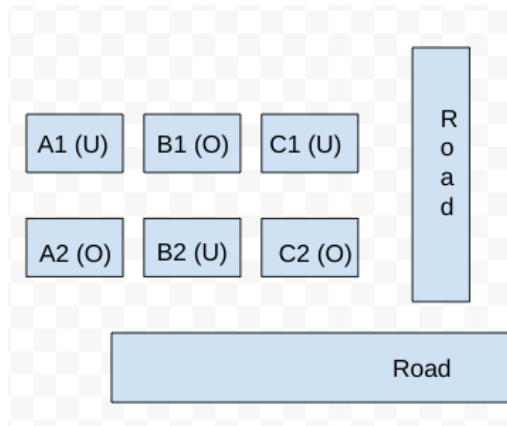 A1 (U) B1 (O) C1 (U)
R
o
a
d
A2 (O) B2 (U) C2 (O)
Road